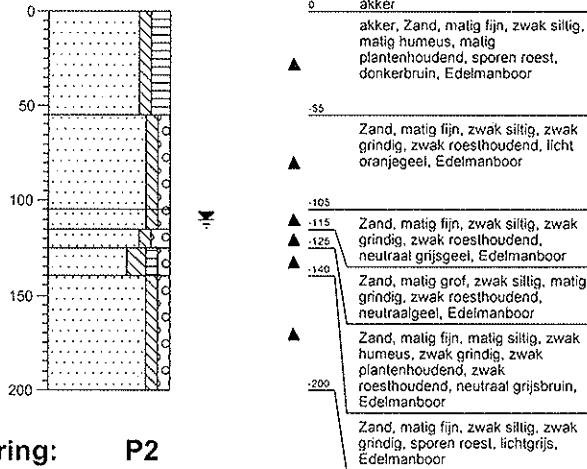 0
50
100
150
200
0 akker
akker, Zand, matig fijn, zwak siltig,
matig humeus, matig
plantenhoudend, sporen roest,
donkerbruin, Edelmanboor
-55
Zand, matig fijn, zwak siltig, zwak
grindig, zwak roesthoudend, licht
oranjegeel, Edelmanboor
-105
-115
Zand, matig fijn, zwak siltig, zwak
grindig, zwak roesthoudend,
neutraal grijsgeel, Edelmanboor
-125
-140
Zand, matig grof, zwak siltig, matig
grindig, zwak roesthoudend,
neutraalgeel, Edelmanboor
Zand, matig fijn, matig siltig, zwak
humeus, zwak grindig, zwak
plantenhoudend, zwak
roesthoudend, neutraal grijsbruin,
Edelmanboor
-200
Zand, matig fijn, zwak siltig, zwak
grindig, sporen roest, lichtgrijs,
Edelmanboor
ring: P2